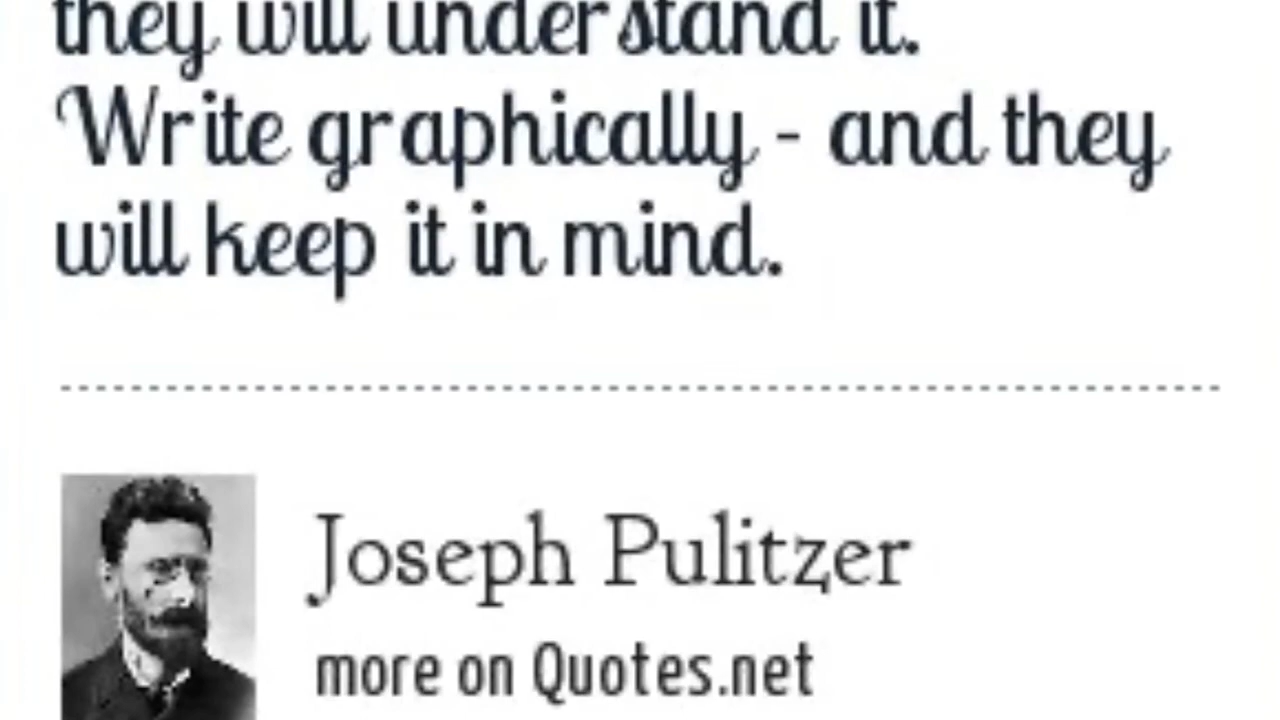 they will understand it.
Write graphically - and they
will keep it in mind.
Joseph Pulitzer
more on Quotes.net